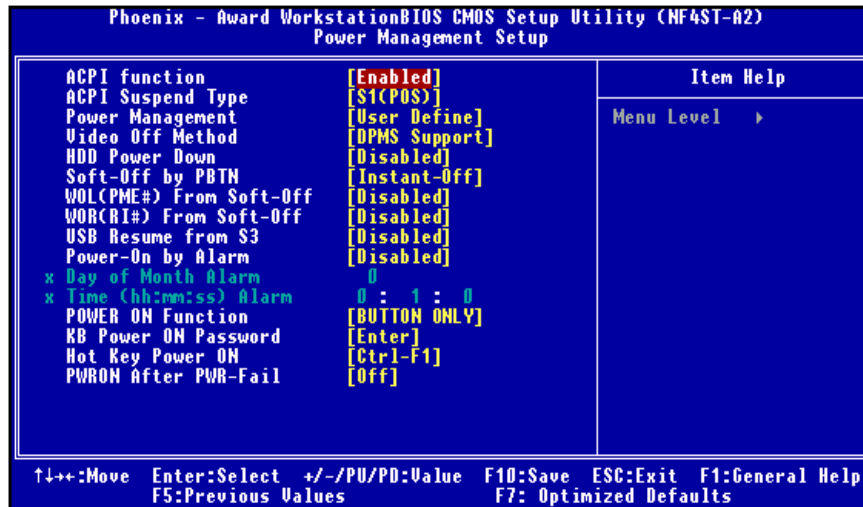 Phoenix - Award WorkstationBIOS CMOS Setup Utility (NF4ST-A2)
Power Management Setup
ACPI function [Enabled]
ACPI Suspend Type [S1(POS)]
Power Management [User Define]
Video Off Method [DPMS Support]
HDD Power Down [Disabled]
Soft-Off by PBTN [Instant-Off]
WOL(PME#) From Soft-Off [Disabled]
WOR(RI#) From Soft-Off [Disabled]
USB Resume from S3 [Disabled]
Power-On by Alarm [Disabled]
x Day of Month Alarm 0
x Time (hh:mm:ss) Alarm 0 : 1 : 0
POWER ON Function [BUTTON ONLY]
KB Power ON Password [Enter]
Hot Key Power ON [Ctrl-F1]
PWRON After PWR-Fail [Off]
Item Help
Menu Level ▸
↑↓→←:Move Enter:Select +/-/PU/PD:Value F10:Save ESC:Exit F1:General Help
F5:Previous Values F7: Optimized Defaults